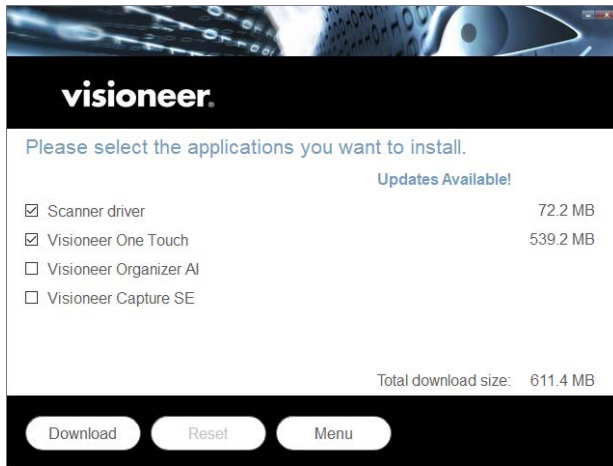 visioneer®
Please select the applications you want to install.
Updates Available!
Scanner driver 72.2 MB
Visioneer One Touch 539.2 MB
Visioneer Organizer AI
Visioneer Capture SE
Total download size: 611.4 MB
Download Reset Menu